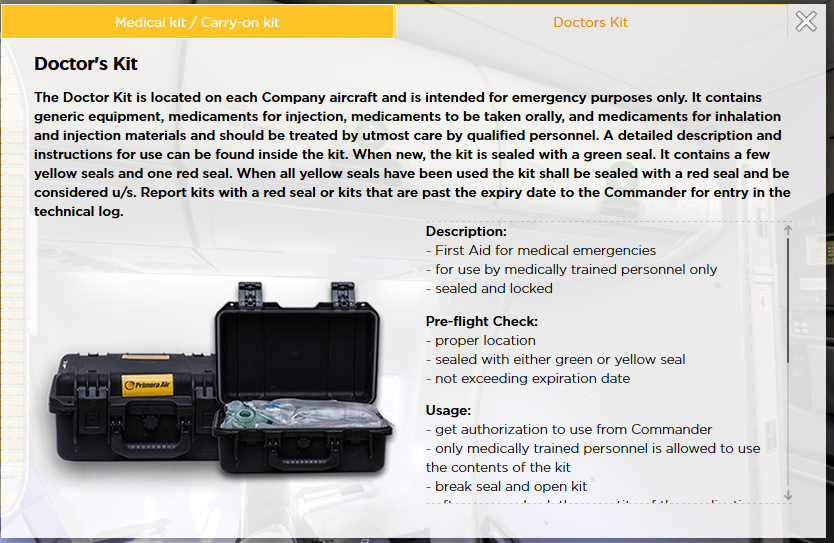 Medical kit / Carry-on kit
Doctors Kit
Doctor's Kit
The Doctor Kit is located on each Company aircraft and is intended for emergency purposes only. It contains
generic equipment, medicaments for injection, medicaments to be taken orally, and medicaments for inhalation
and injection materials and should be treated by utmost care by qualified personnel. A detailed description and
instructions for use can be found inside the kit. When new, the kit is sealed with a green seal. It contains a few
yellow seals and one red seal. When all yellow seals have been used the kit shall be sealed with a red seal and be
considered u/s. Report kits with a red seal or kits that are past the expiry date to the Commander for entry in the
technical log.
Description:
- First Aid for medical emergencies
- for use by medically trained personnel only
- sealed and locked
Pre-flight Check:
- proper location
- sealed with either green or yellow seal
- not exceeding expiration date
Usage:
- get authorization to use from Commander
- only medically trained personnel is allowed to use
the contents of the kit
- break seal and open kit
Primera Air